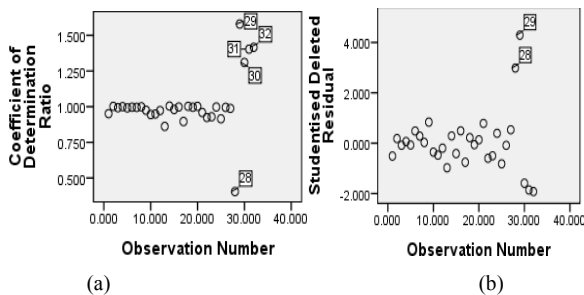 Coefficient of
Determination
Ratio
1.500
1.250
1.000
0.750
0.500
29
32
31
30
28
0.000 10.000 20.000 30.000 40.000
Observation Number
(a)
Studentised Deleted
Residual
4.000
2.000
0.000
-2.000
29
28
0.000 10.000 20.000 30.000 40.000
Observation Number
(b)